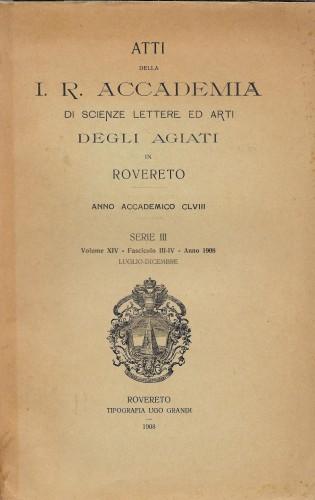 ATTI
DELLA
I. R. ACCADEMIA
DI SCIENZE LETTERE ED ARTI
DEGLI AGIATI
IN
ROVERETO
ANNO ACCADEMICO CLVIII
SERIE III
Volume XIV - Fascicolo III-IV - Anno 1908
LUGLIO-DICEMBRE
ROVERETO
TIPOGRAFIA UGO GRANDI
1908